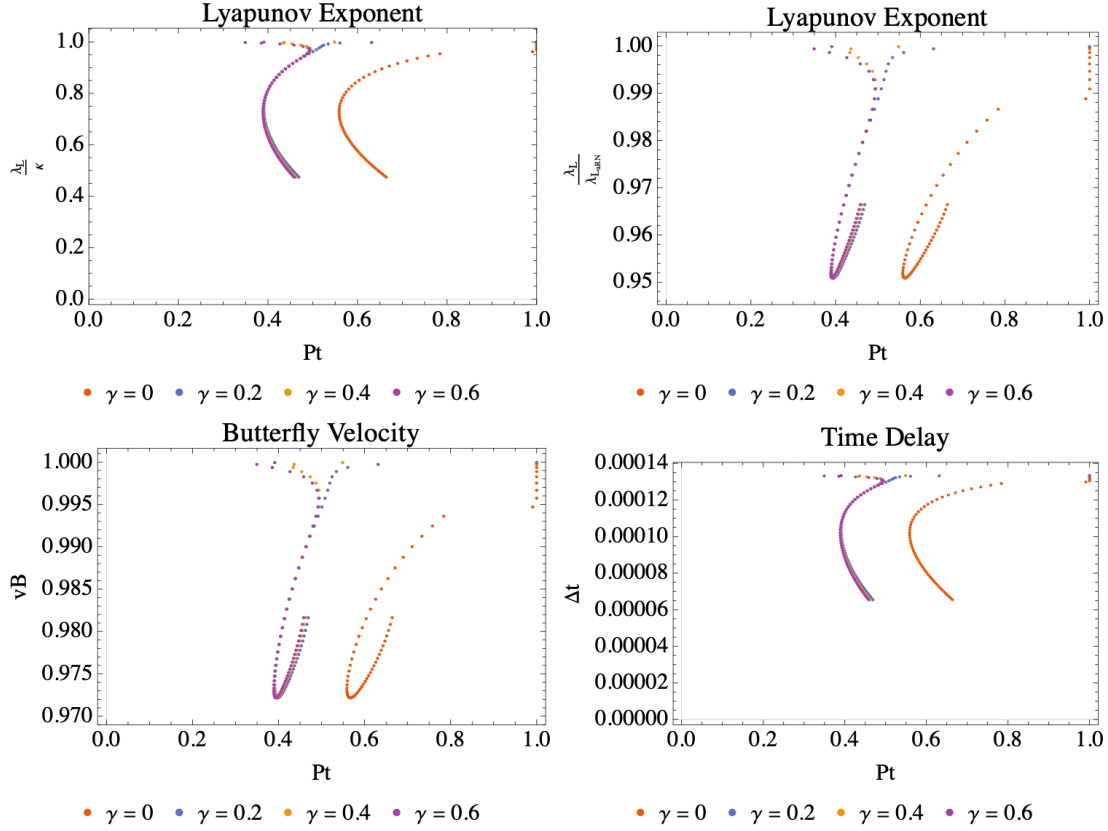 Lyapunov Exponent
1.0
0.8
0.6
0.4
0.2
0.0
λL/κ
0.0 0.2 0.4 0.6 0.8 1.0
Pt
γ = 0 γ = 0.2 γ = 0.4 γ = 0.6
Lyapunov Exponent
1.00
0.99
0.98
0.97
0.96
0.95
λL/λLaRN
0.0 0.2 0.4 0.6 0.8 1.0
Pt
γ = 0 γ = 0.2 γ = 0.4 γ = 0.6
Butterfly Velocity
1.000
0.995
0.990
0.985
0.980
0.975
0.970
vB
0.0 0.2 0.4 0.6 0.8 1.0
Pt
γ = 0 γ = 0.2 γ = 0.4 γ = 0.6
Time Delay
0.00014
0.00012
0.00010
0.00008
0.00006
0.00004
0.00002
0.00000
Δt
0.0 0.2 0.4 0.6 0.8 1.0
Pt
γ = 0 γ = 0.2 γ = 0.4 γ = 0.6